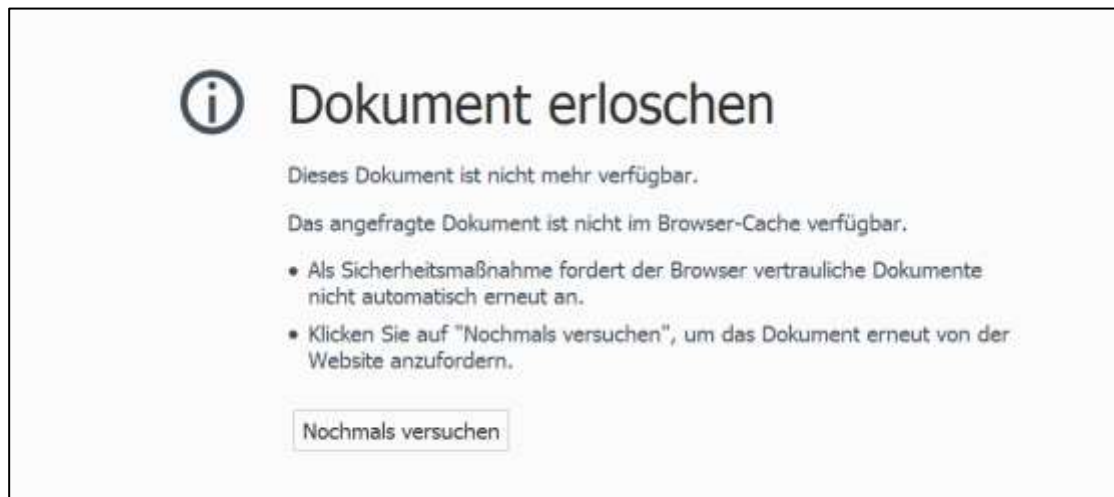 Dokument erloschen
Dieses Dokument ist nicht mehr verfügbar.
Das angefragte Dokument ist nicht im Browser-Cache verfügbar.
• Als Sicherheitsmaßnahme fordert der Browser vertrauliche Dokumente
nicht automatisch erneut an.
• Klicken Sie auf "Nochmals versuchen", um das Dokument erneut von der
Website anzufordern.
Nochmals versuchen